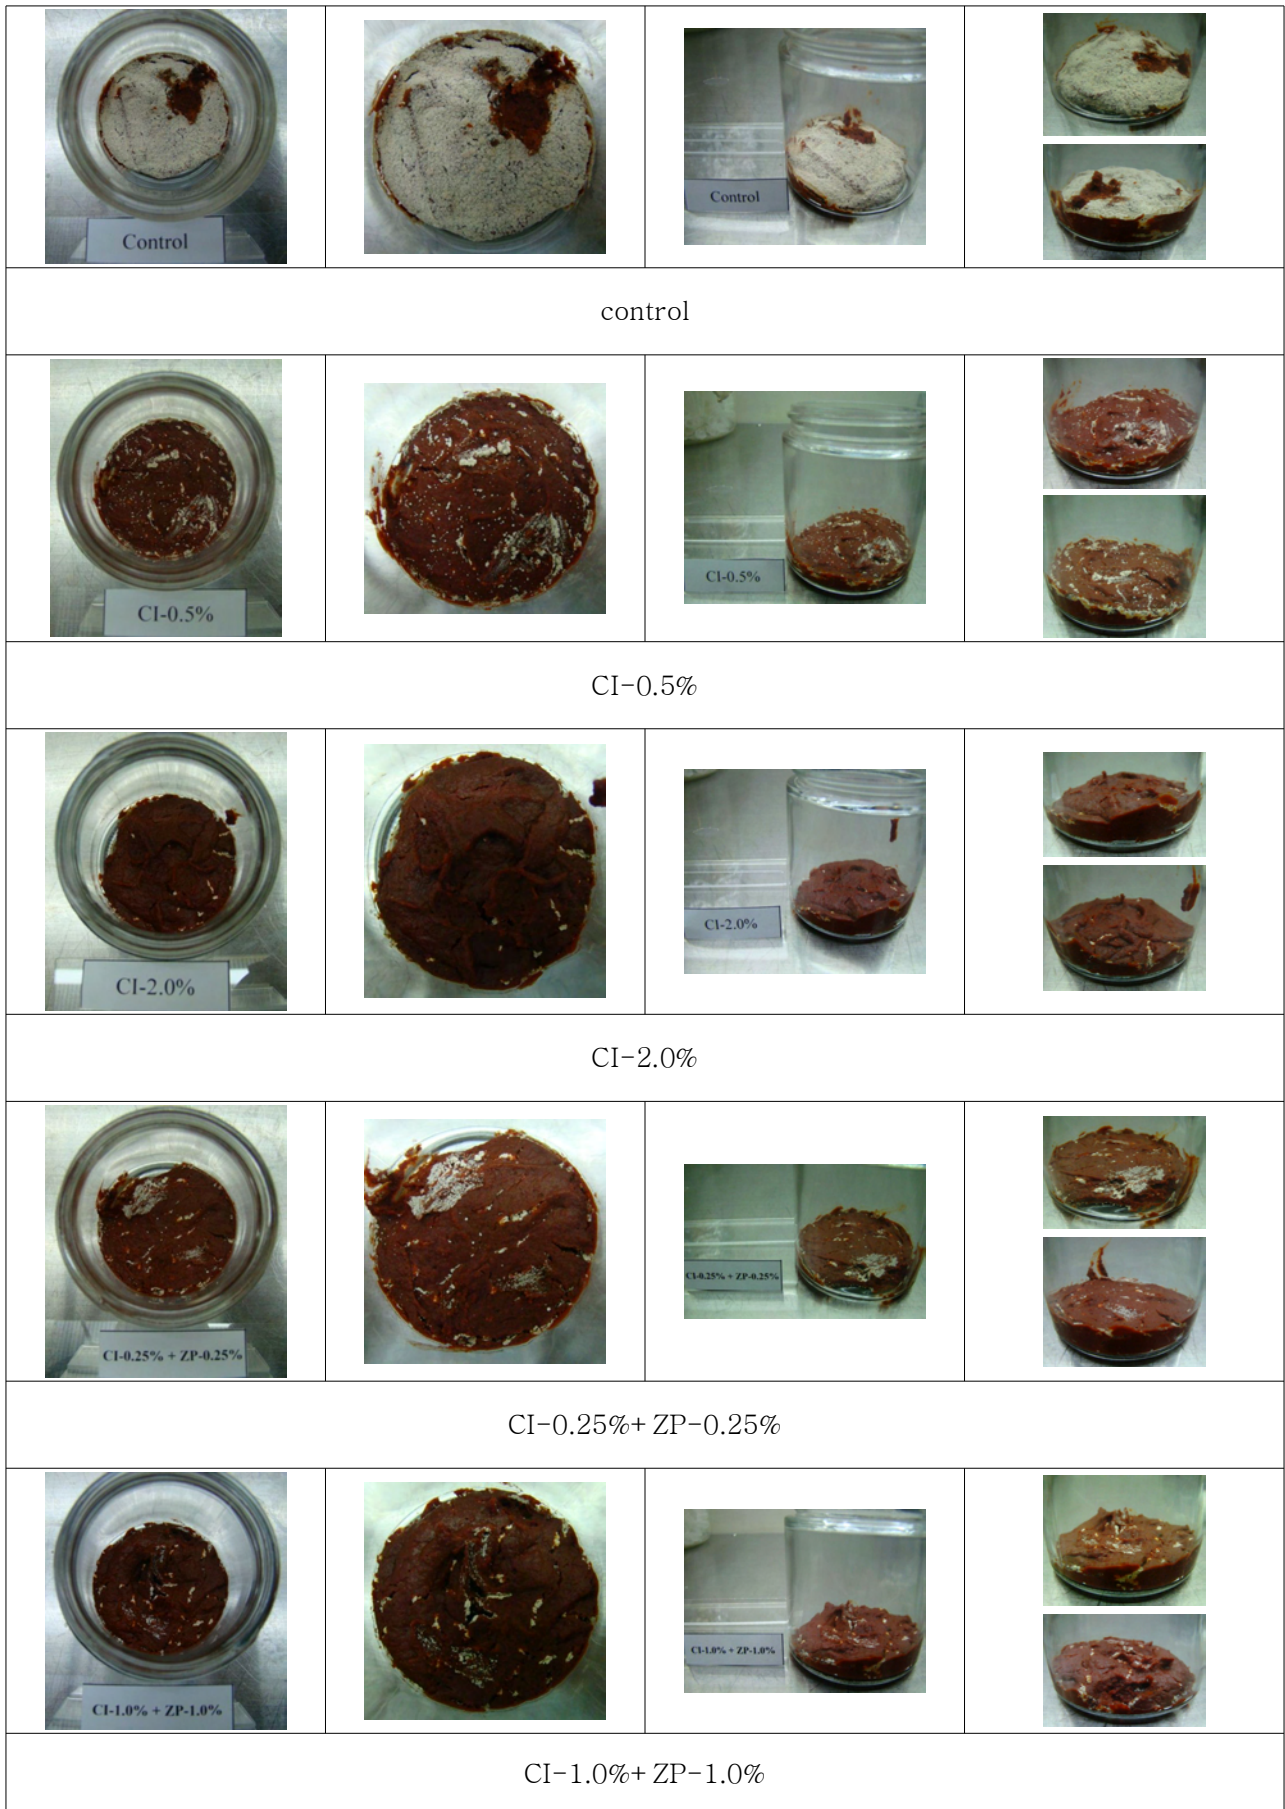 Control
Control
control
CI-0.5%
CI-0.5%
CI-0.5%
CI-2.0%
CI-2.0%
CI-2.0%
CI-0.25% + ZP-0.25%
CI-0.25% + ZP-0.25%
CI-0.25%+ ZP-0.25%
CI-1.0% + ZP-1.0%
CI-1.0% + ZP-1.0%
CI-1.0%+ ZP-1.0%